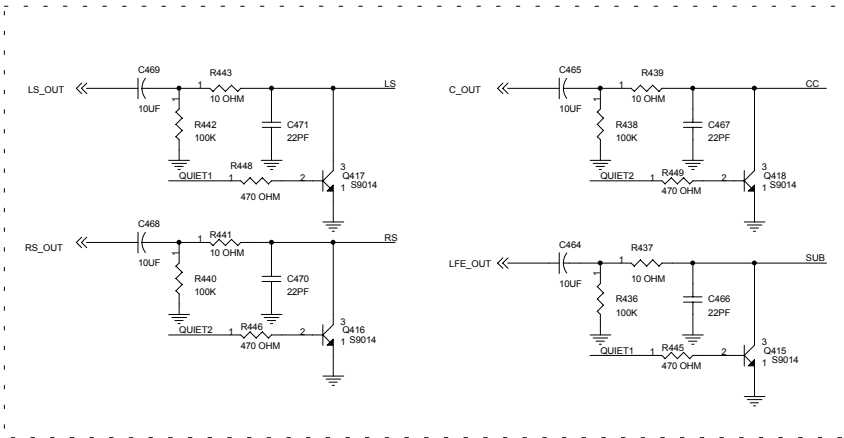 C469
R443
LS_OUT
1
LS
10UF
10 OHM
1
R442
100K
C471
22PF
R448
QUIET1
1
2
470 OHM
3
Q417
1
S9014
C468
R441
RS_OUT
1
RS
10UF
10 OHM
1
R440
100K
C470
22PF
R446
QUIET2
1
2
470 OHM
3
Q416
1
S9014
C465
R439
C_OUT
1
CC
10UF
10 OHM
1
R438
100K
C467
22PF
R449
QUIET2
1
2
470 OHM
3
Q418
1
S9014
C464
R437
LFE_OUT
1
SUB
10UF
10 OHM
1
R436
100K
C466
22PF
R445
QUIET1
1
2
470 OHM
3
Q415
1
S9014